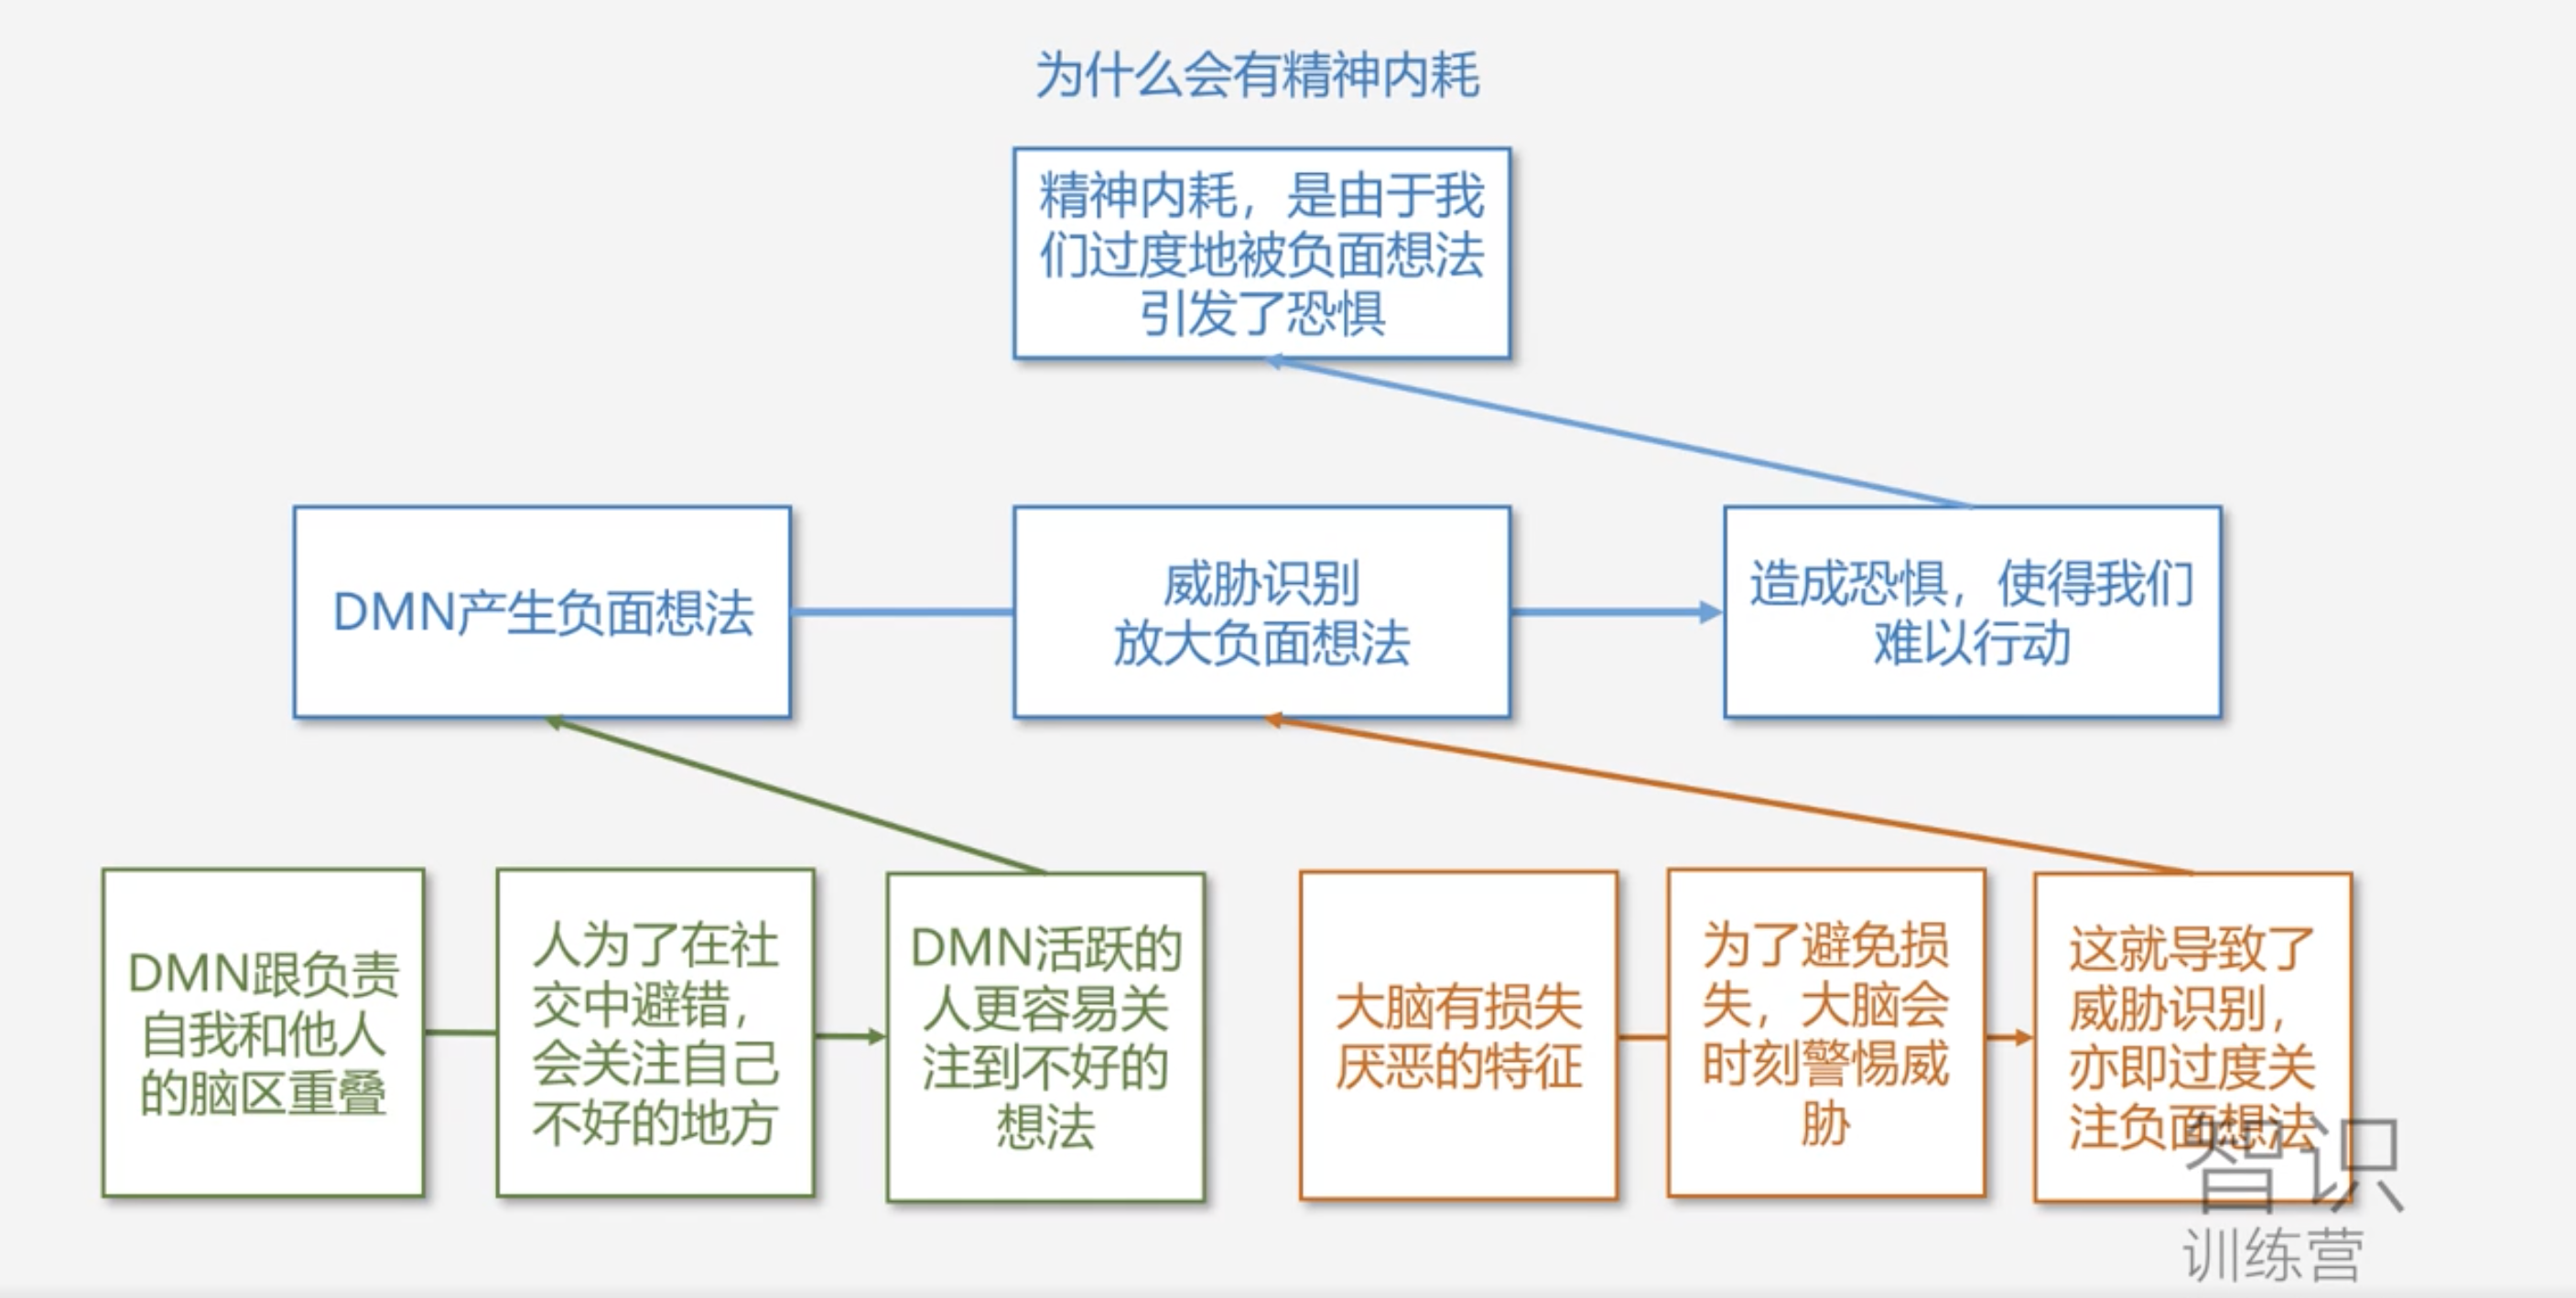 为什么会有精神内耗
精神内耗，是由于我
们过度地被负面想法
引发了恐惧
DMN产生负面想法
威胁识别
放大负面想法
造成恐惧，使得我们
难以行动
DMN跟负责
自我和他人
的脑区重叠
人为了在社
交中避错，
会关注自己
不好的地方
DMN活跃的
人更容易关
注到不好的
想法
大脑有损失
厌恶的特征
为了避免损
失，大脑会
时刻警惕威
胁
这就导致了
威胁识别，
亦即过度关
注负面想法
智识
训练营